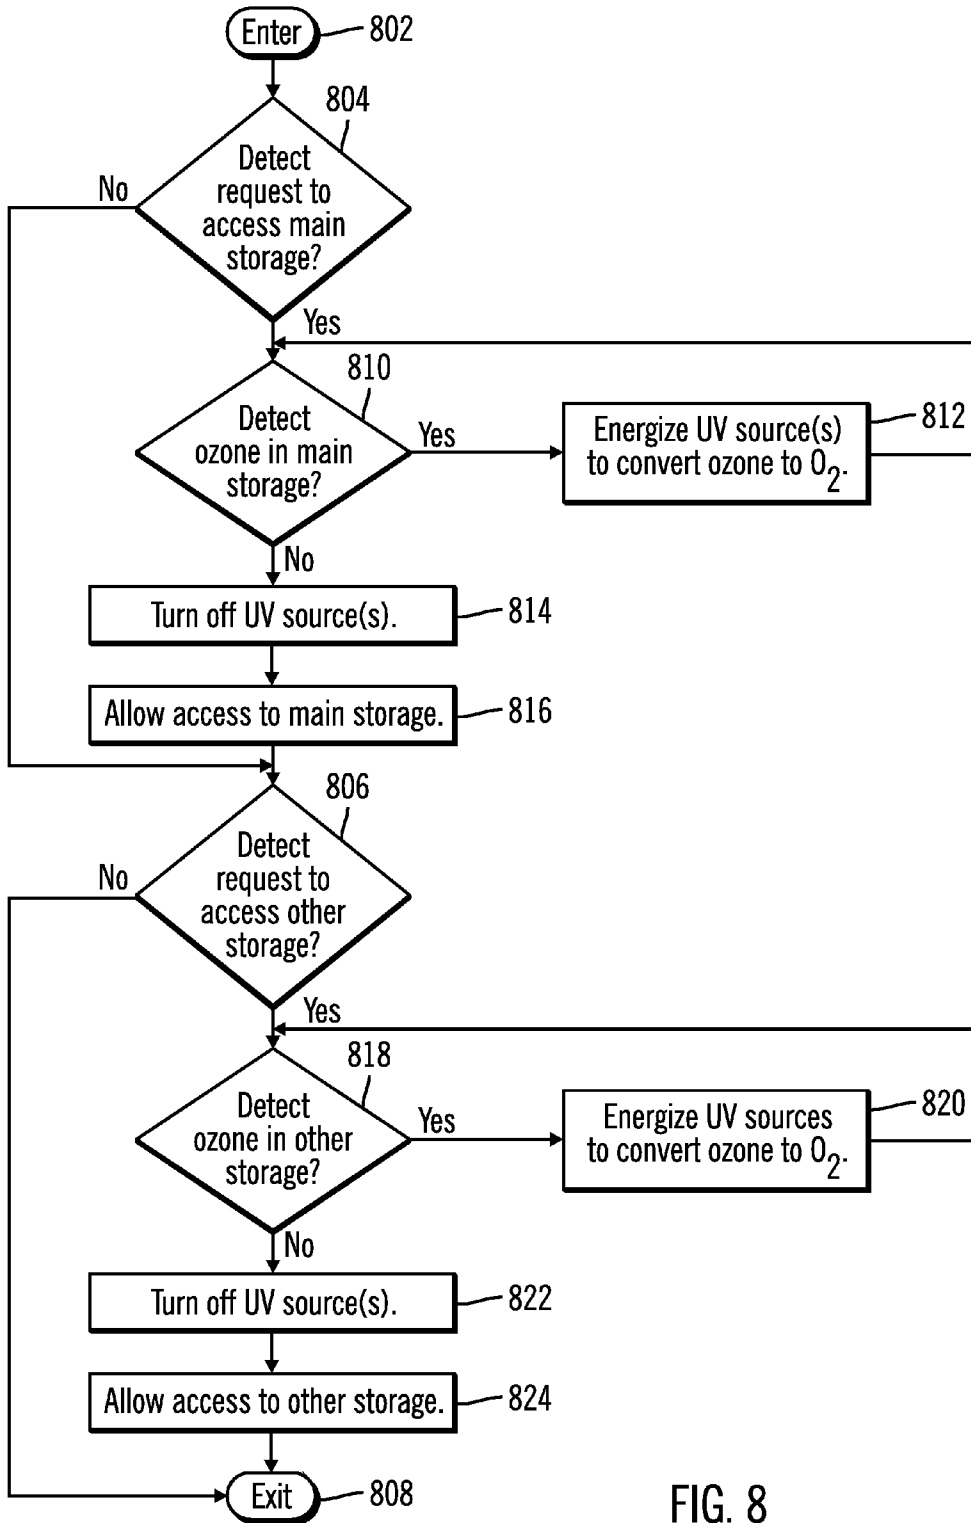 Enter
802
804
Detect
request to
access main
storage?
No
Yes
810
Detect
ozone in main
storage?
Yes
Energize UV source(s)
to convert ozone to O2.
812
No
Turn off UV source(s).
814
Allow access to main storage.
816
806
Detect
request to
access other
storage?
No
Yes
818
Detect
ozone in other
storage?
Yes
Energize UV sources
to convert ozone to O2.
820
No
Turn off UV source(s).
822
Allow access to other storage.
824
Exit
808
FIG. 8